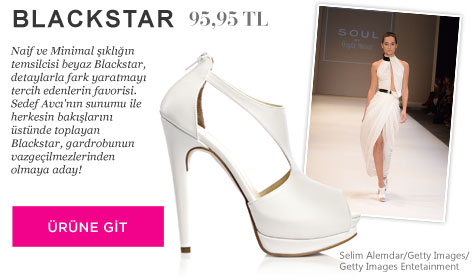 BLACKSTAR 95,95 TL
Naif ve Minimal şıklığın
temsilcisi beyaz Blackstar,
detaylarla fark yaratmayı
tercih edenlerin favorisi.
Sedef Avcı'nın sunumu ile
herkesin bakışlarını
üstünde toplayan
Blackstar, gardrobunun
vazgeçilmezlerinden
olmaya aday!
ÜRÜNE GİT
SOUL
Selim Alemdar/Getty Images/
Getty Images Entetainment